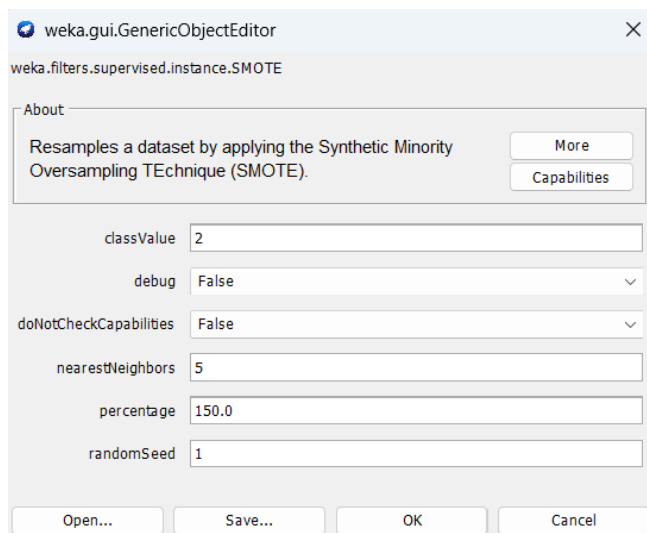 weka.gui.GenericObjectEditor
weka.filters.supervised.instance.SMOTE
About
Resamples a dataset by applying the Synthetic Minority
Oversampling TEchnique (SMOTE).
More
Capabilities
classValue 2
debug False
doNotCheckCapabilities False
nearestNeighbors 5
percentage 150.0
randomSeed 1
Open... Save... OK Cancel